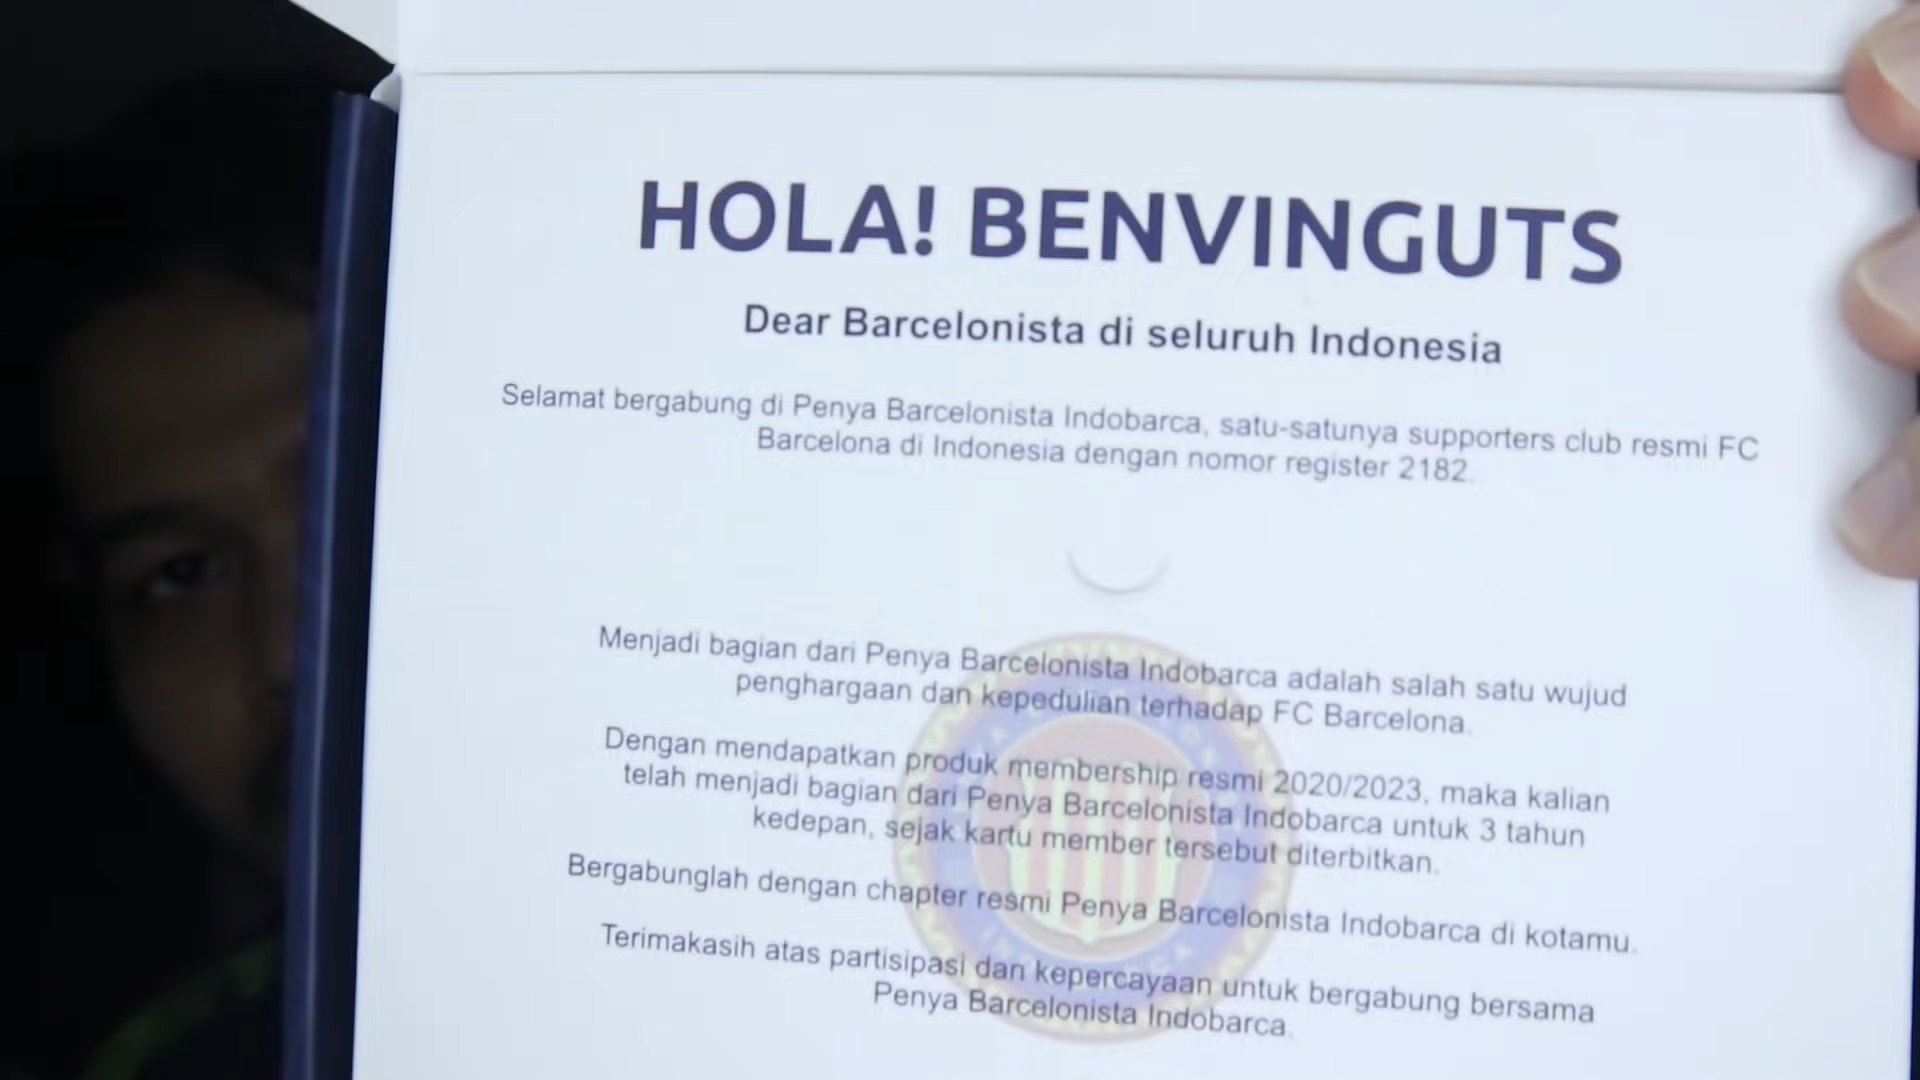 HOLA! BENVINGUTS
Dear Barcelonista di seluruh Indonesia
Selamat bergabung di Penya Barcelonista Indobarca, satu-satunya supporters club resmi FC
Barcelona di Indonesia dengan nomor register 2182.
Menjadi bagian dari Penya Barcelonista Indobarca adalah salah satu wujud
penghargaan dan kepedulian terhadap FC Barcelona.
Dengan mendapatkan produk membership resmi 2020/2023, maka kalian
telah menjadi bagian dari Penya Barcelonista Indobarca untuk 3 tahun
kedepan, sejak kartu member tersebut diterbitkan.
Bergabunglah dengan chapter resmi Penya Barcelonista Indobarca di kotamu.
Terimakasih atas partisipasi dan kepercayaan untuk bergabung bersama
Penya Barcelonista Indobarca.